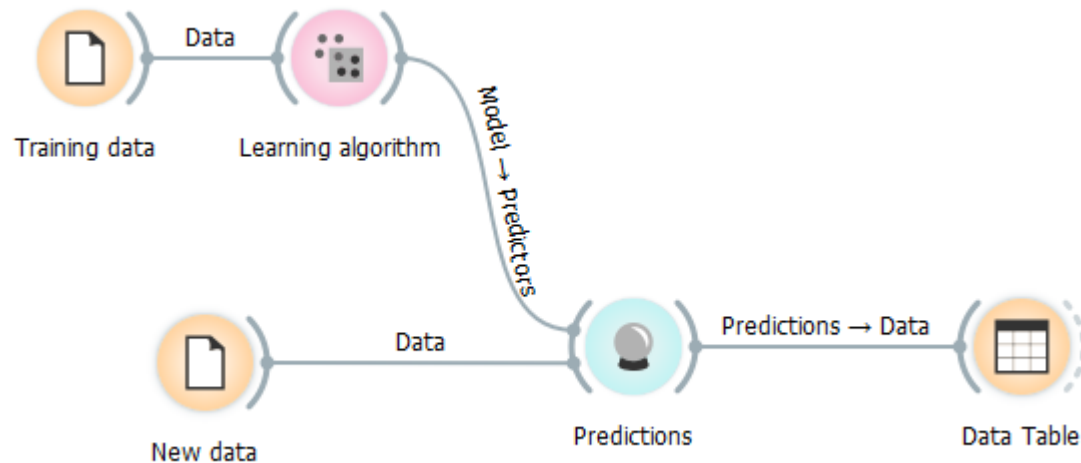 Data
Training data
Learning algorithm
Model → Predictors
Data
Predictions → Data
New data
Predictions
Data Table